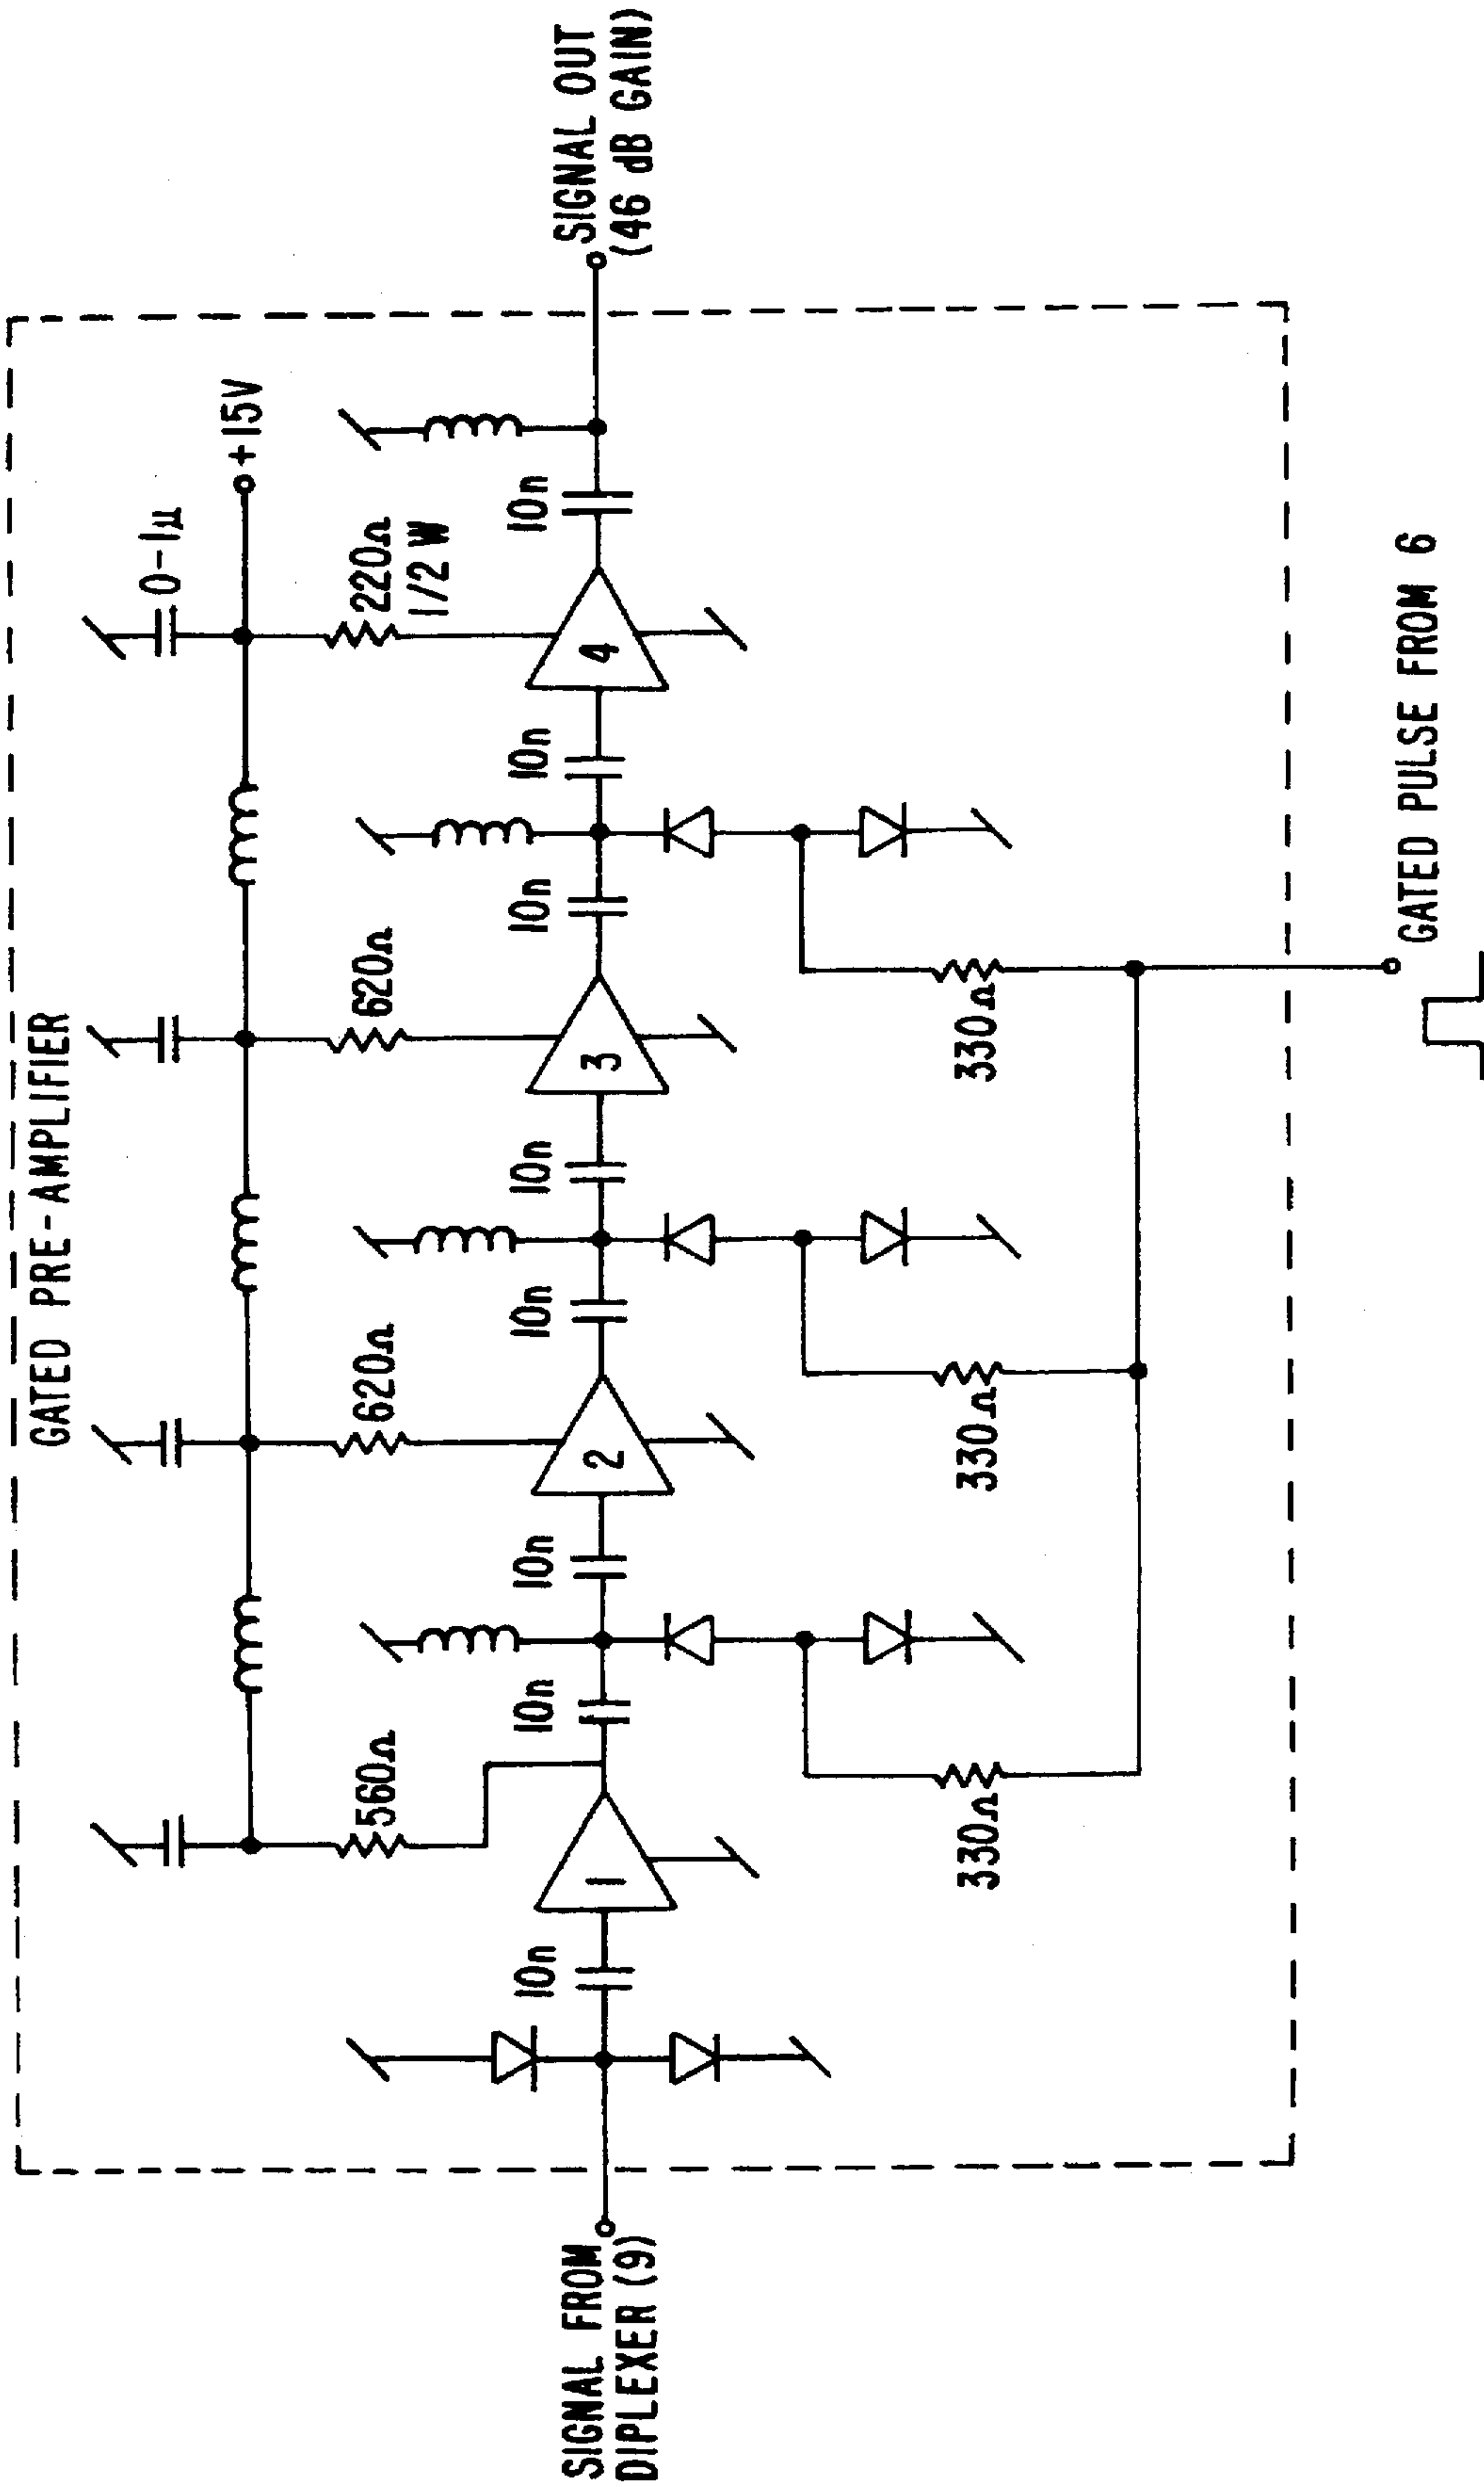 GATED PRE-AMPLIFIER
+15V
0-1µ
560Ω
620Ω
620Ω
220Ω
1/2 W
10n
10n
10n
10n
10n
10n
10n
10n
1
2
3
4
SIGNAL FROM
DIPLEXER (9)
SIGNAL OUT
(46 dB GAIN)
330Ω
330Ω
330Ω
GATED PULSE FROM 6